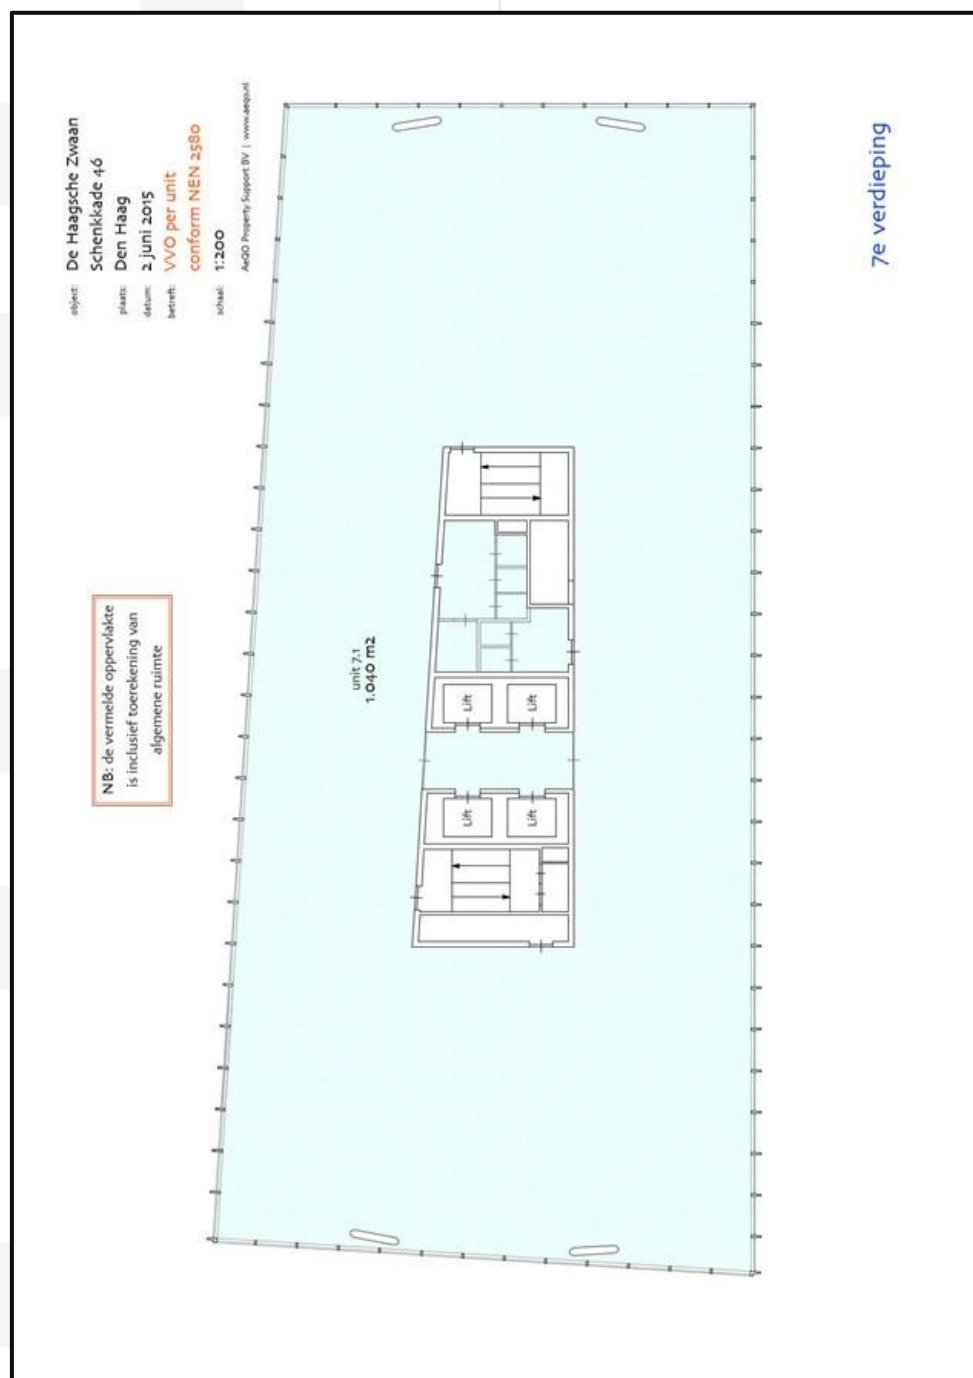 object: De Haagsche Zwaan
Schenkkade 46
plaats: Den Haag
datum: 2 juni 2015
betreft: VVO per unit
conform NEN 2580
schaal: 1:200
AeQO Property Support BV | www.aeqo.nl
7e verdieping
NB: de vermelde oppervlakte
is inclusief toerekening van
algemene ruimte
unit 7.1
1.040 m2
Lift
Lift
Lift
Lift